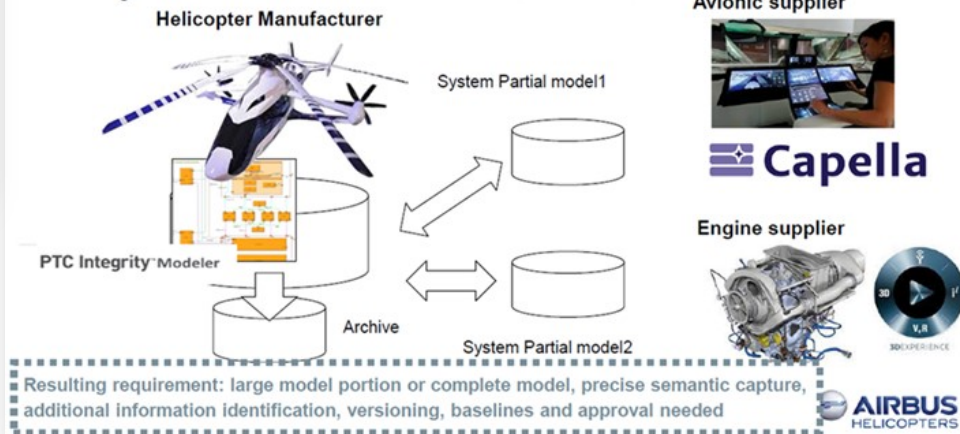 Avionic supplier
Helicopter Manufacturer
System Partial model1
Capella
Engine supplier
PTC Integrity Modeler
3D
V,R
3DEXPERIENCE
Archive
System Partial model2
Resulting requirement: large model portion or complete model, precise semantic capture,
additional information identification, versioning, baselines and approval needed
AIRBUS
HELICOPTERS